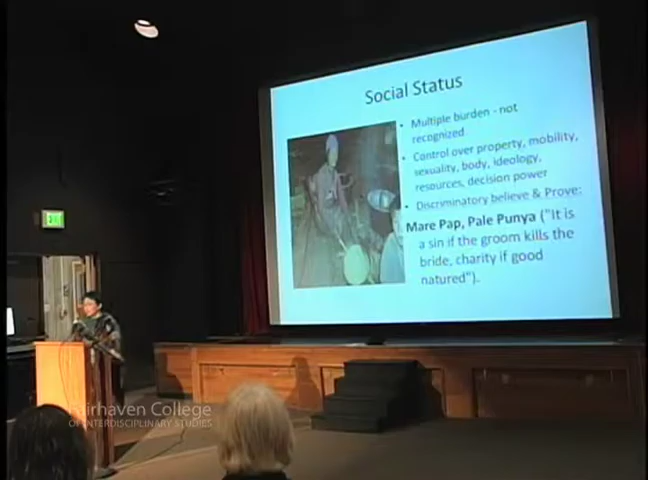 Social Status
• Multiple burden - not
recognized
• Control over property, mobility,
sexuality, body, ideology,
resources, decision power
• Discriminatory believe & Prove:
Mare Pap, Pale Punya ("It is
a sin if the groom kills the
bride, charity if good
natured").
Fairhaven College
OF INTERDISCIPLINARY STUDIES